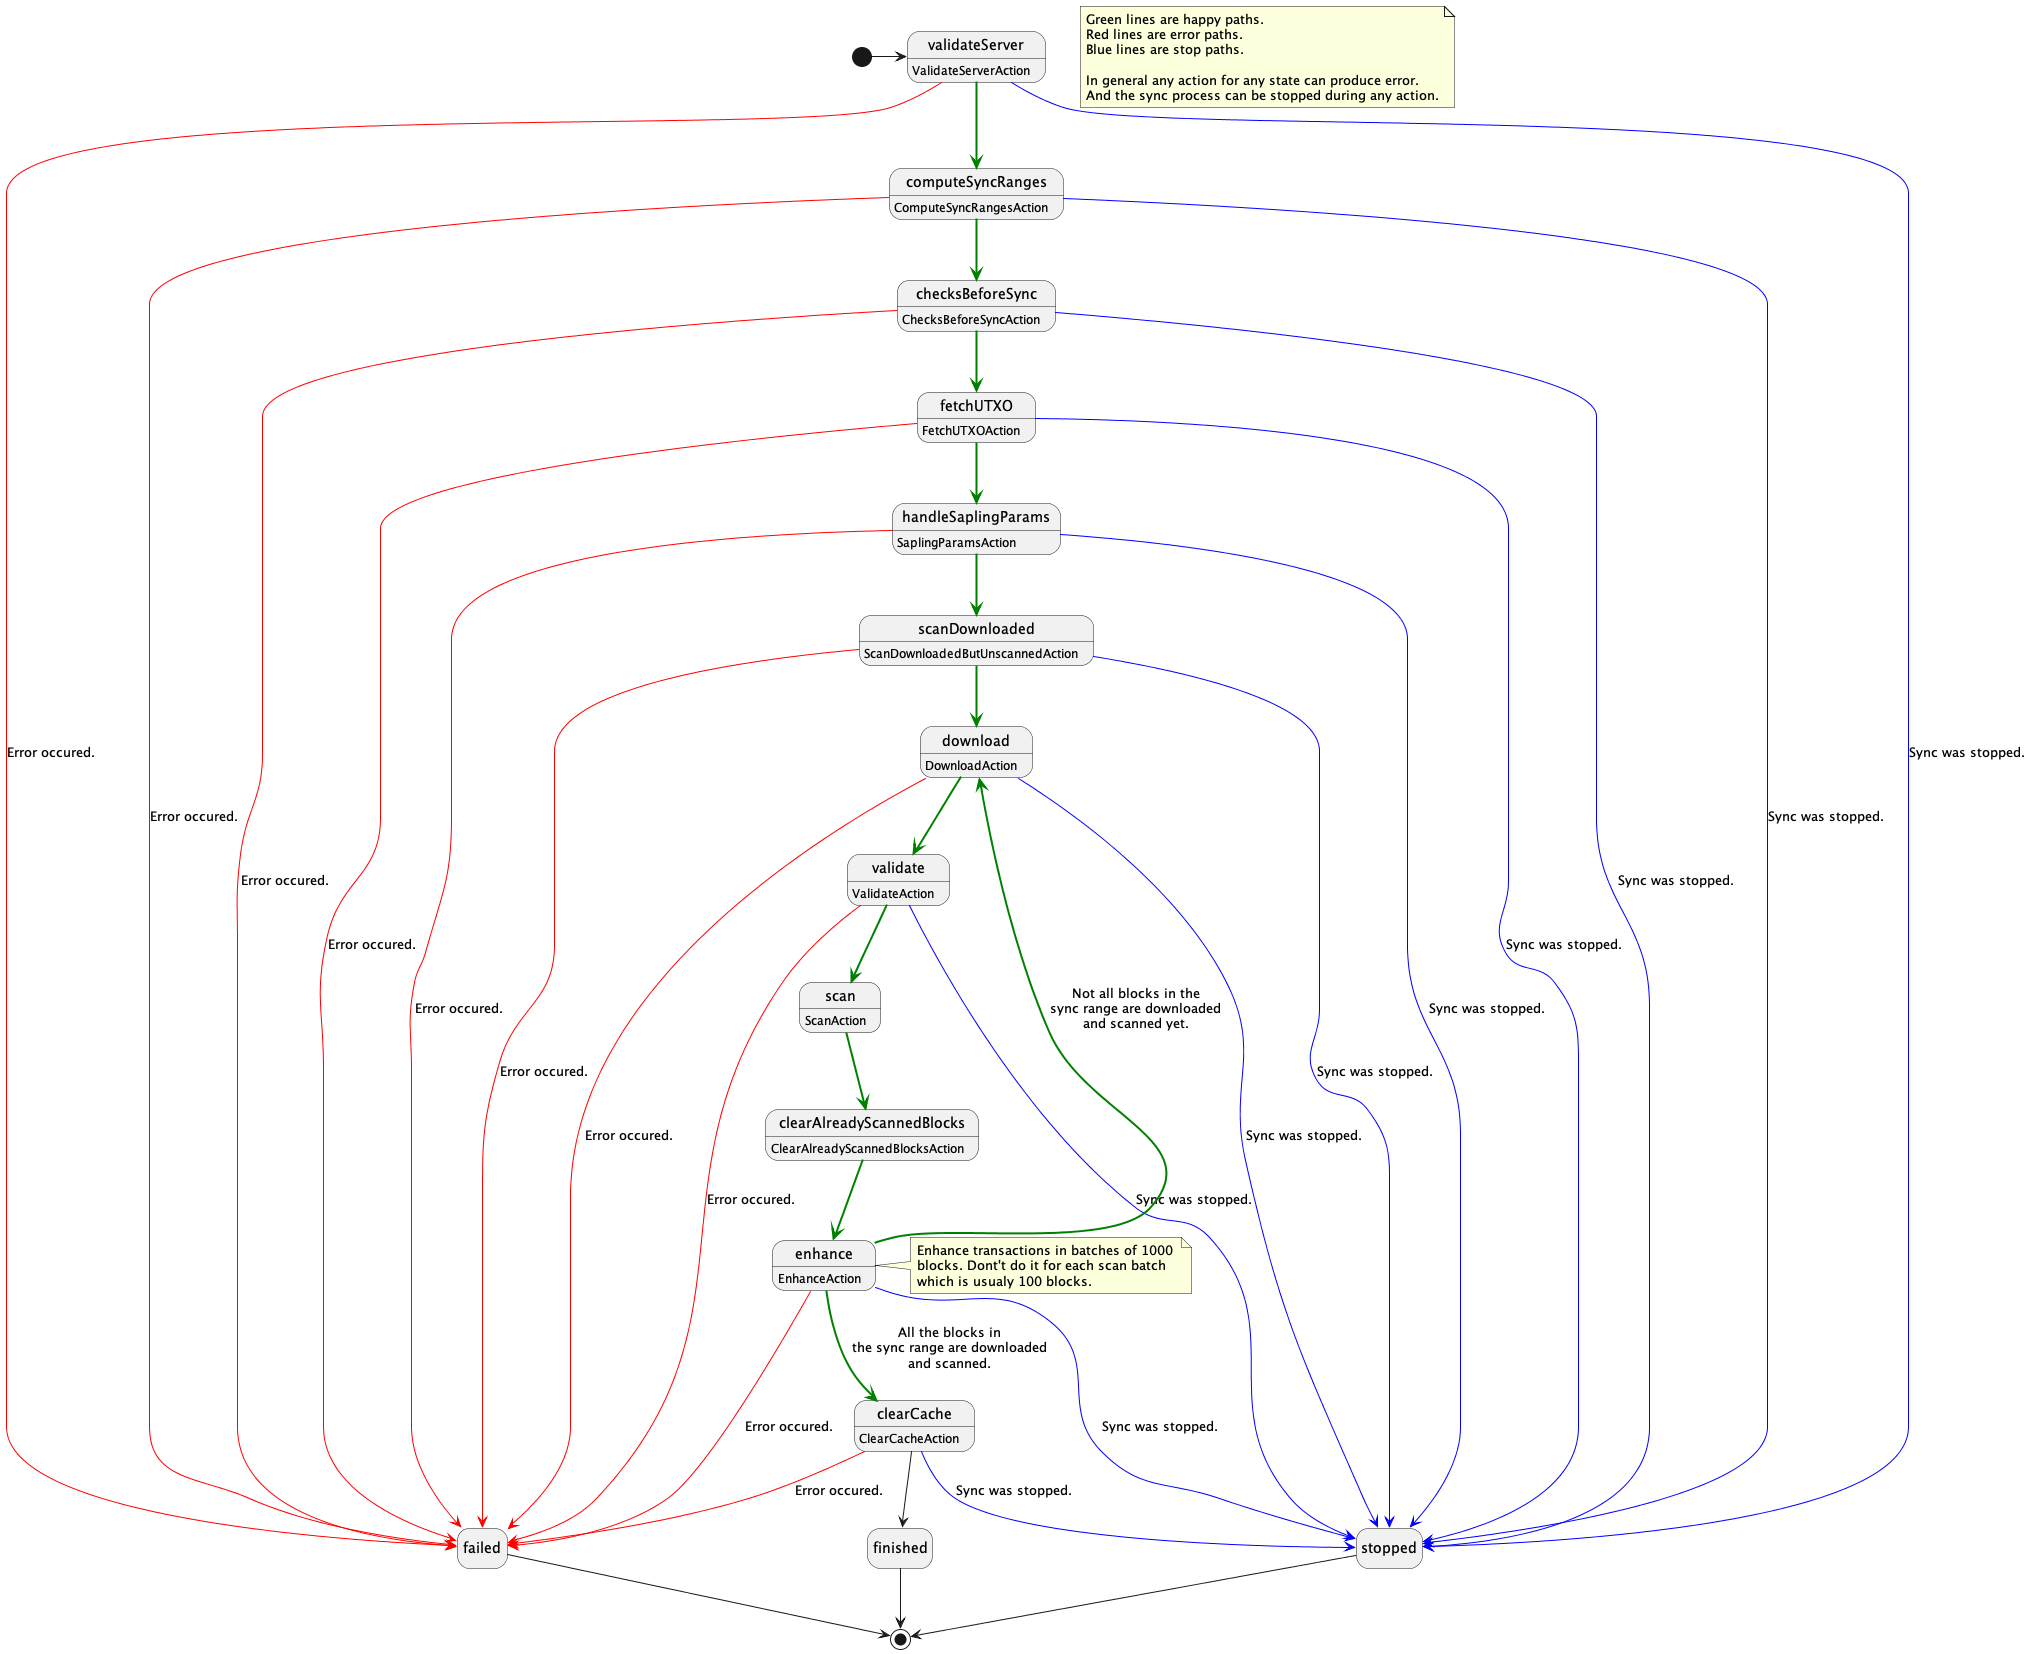 Green lines are happy paths.
Red lines are error paths.
Blue lines are stop paths.
In general any action for any state can produce error.
And the sync process can be stopped during any action.
validateServer
ValidateServerAction
computeSyncRanges
ComputeSyncRangesAction
checksBeforeSync
ChecksBeforeSyncAction
fetchUTXO
FetchUTXOAction
handleSaplingParams
SaplingParamsAction
scanDownloaded
ScanDownloadedButUnscannedAction
download
DownloadAction
Error occured.
Sync was stopped.
Error occured.
Sync was stopped.
validate
ValidateAction
Error occured.
Sync was stopped.
Error occured.
Sync was stopped.
scan
ScanAction
Not all blocks in the
sync range are downloaded
and scanned yet.
Error occured.
Sync was stopped.
Error occured.
Sync was stopped.
clearAlreadyScannedBlocks
ClearAlreadyScannedBlocksAction
Error occured.
Sync was stopped.
Error occured.
Sync was stopped.
enhance
EnhanceAction
Enhance transactions in batches of 1000
blocks. Dont't do it for each scan batch
which is usualy 100 blocks.
All the blocks in
the sync range are downloaded
and scanned.
clearCache
ClearCacheAction
Error occured.
Sync was stopped.
Error occured.
Sync was stopped.
failed
finished
stopped